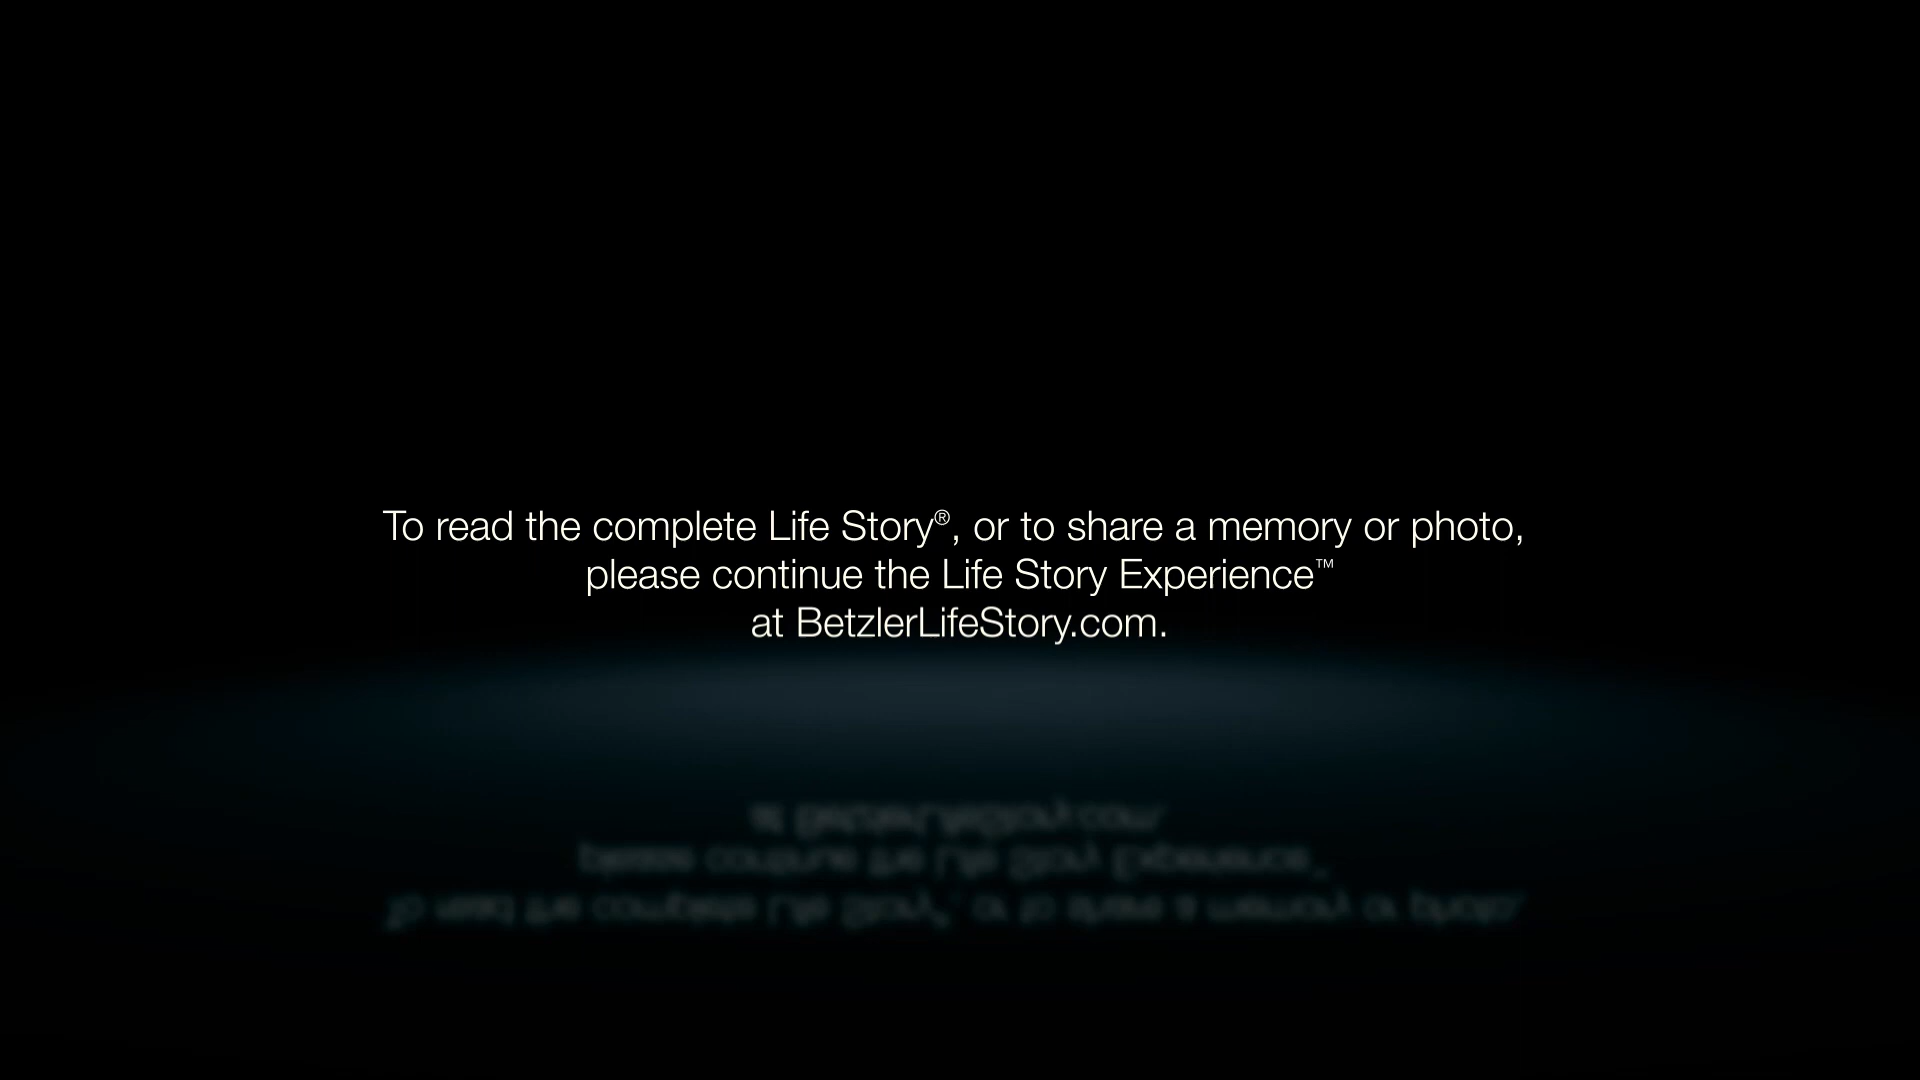 To read the complete Life Story®, or to share a memory or photo,
please continue the Life Story Experience™
at BetzlerLifeStory.com.